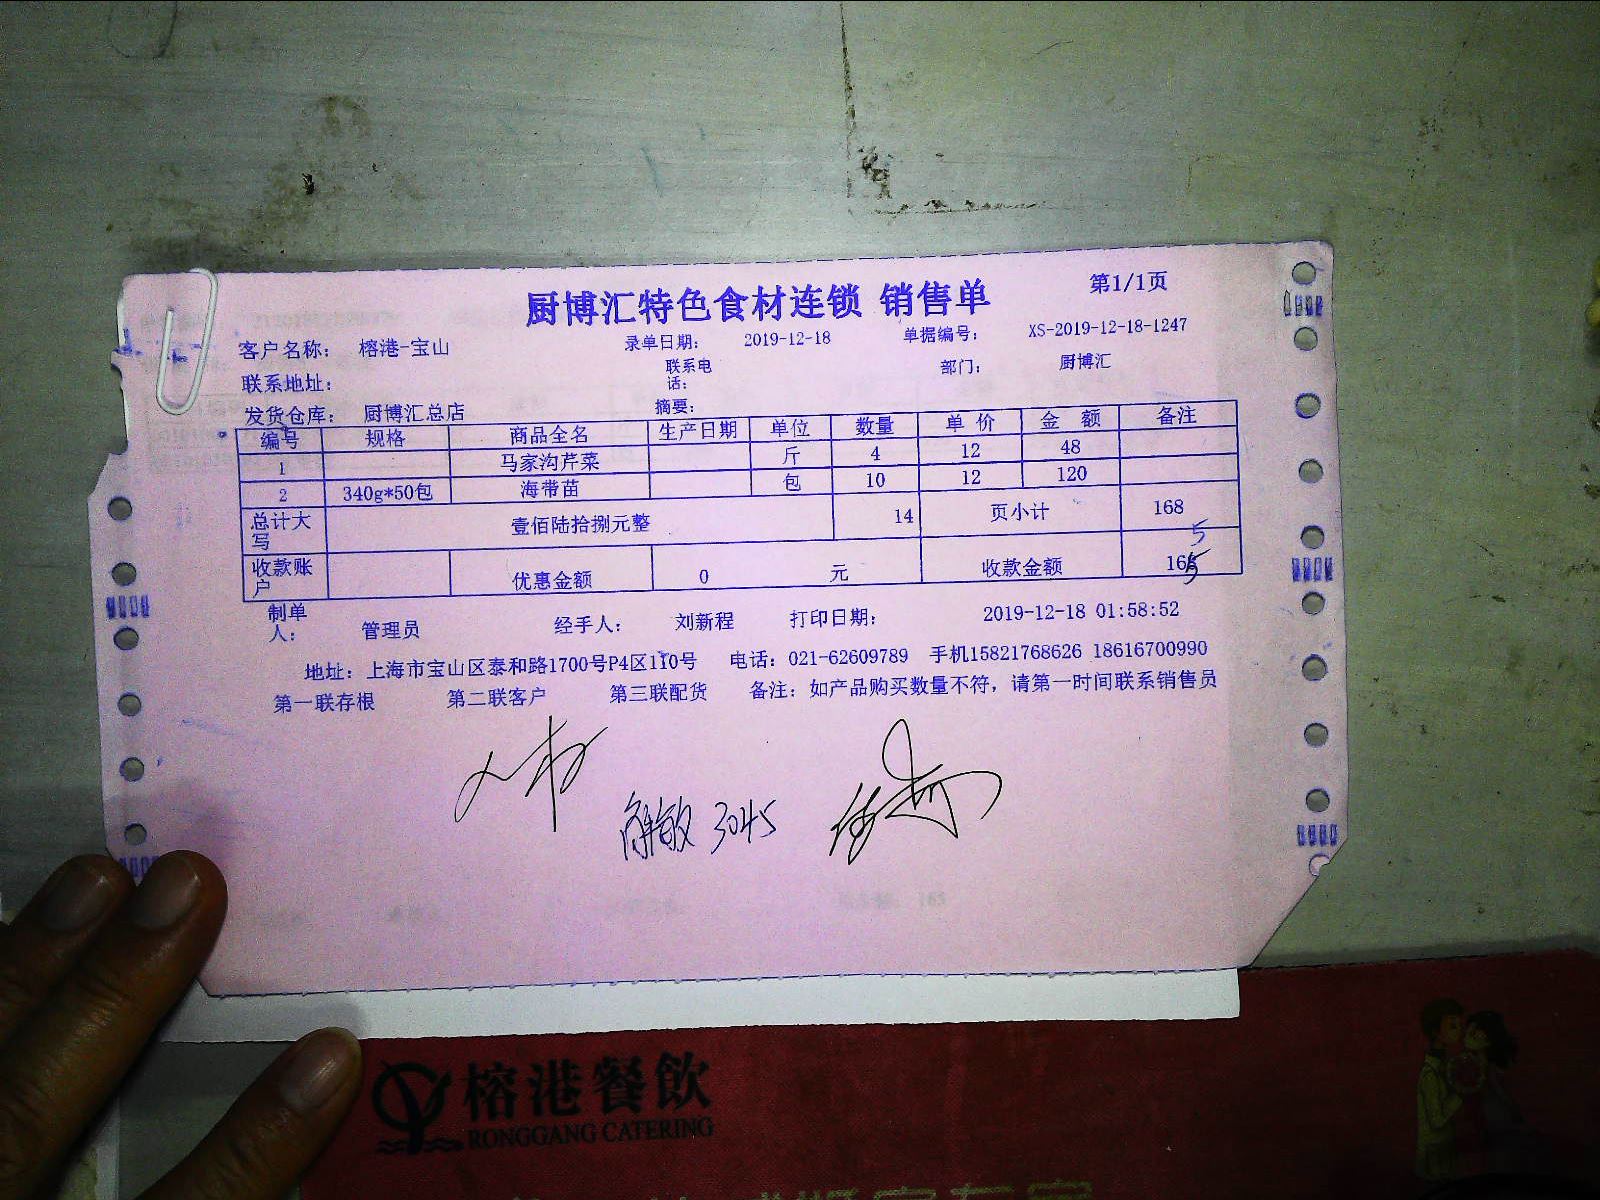 厨博汇特色食材连锁 销售单
第1/1页
客户名称: 榕港-宝山 录单日期: 2019-12-18 单据编号: XS-2019-12-18-1247
联系地址: 联系电话: 部门: 厨博汇
发货仓库: 厨博汇总店 摘要:
编号 规格 商品全名 生产日期 单位 数量 单价 金额 备注
1 马家沟芹菜 斤 4 12 48
2 340g*50包 海带苗 包 10 12 120
总计大写 壹佰陆拾捌元整 14 页小计 168
5
收款账户 优惠金额 0 元 收款金额 165
制单人: 管理员 经手人: 刘新程 打印日期: 2019-12-18 01:58:52
地址: 上海市宝山区泰和路1700号P4区110号 电话: 021-62609789 手机15821768626 18616700990
第一联存根 第二联客户 第三联配货 备注: 如产品购买数量不符, 请第一时间联系销售员
3045
榕港餐飲
RONGGANG CATERING